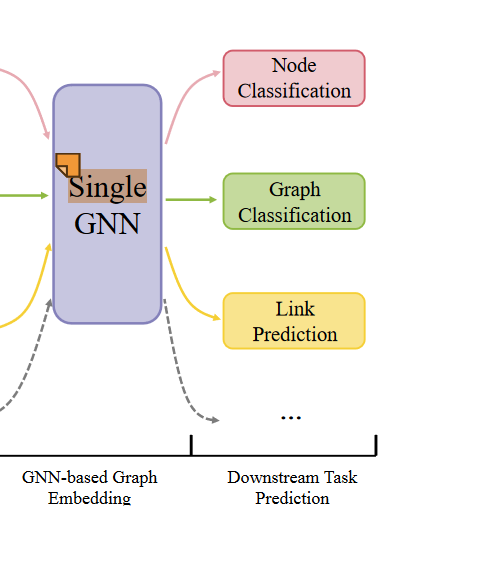 Node
Classification
Single
GNN
Graph
Classification
Link
Prediction
...
GNN-based Graph
Embedding
Downstream Task
Prediction